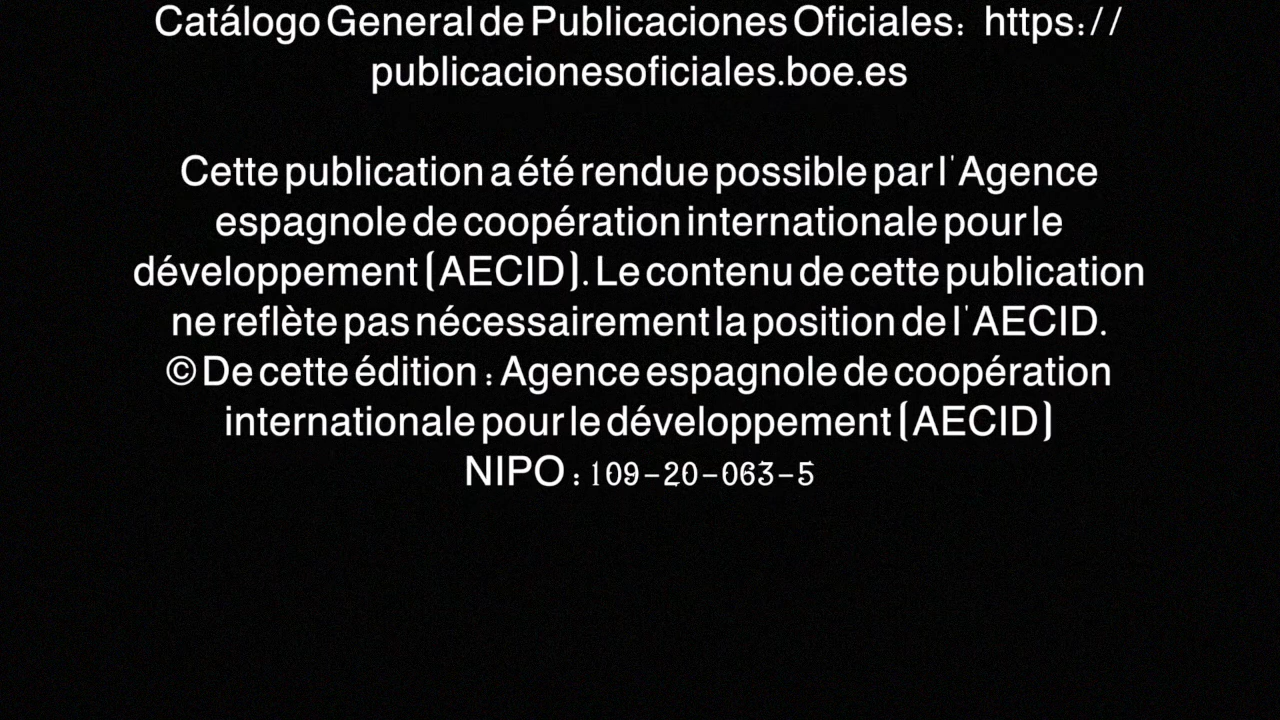 Catálogo General de Publicaciones Oficiales: https://
publicacionesoficiales.boe.es
Cette publication a été rendue possible par l'Agence
espagnole de coopération internationale pour le
développement (AECID). Le contenu de cette publication
ne reflète pas nécessairement la position de l'AECID.
© De cette édition : Agence espagnole de coopération
internationale pour le développement (AECID)
NIPO : 109-20-063-5